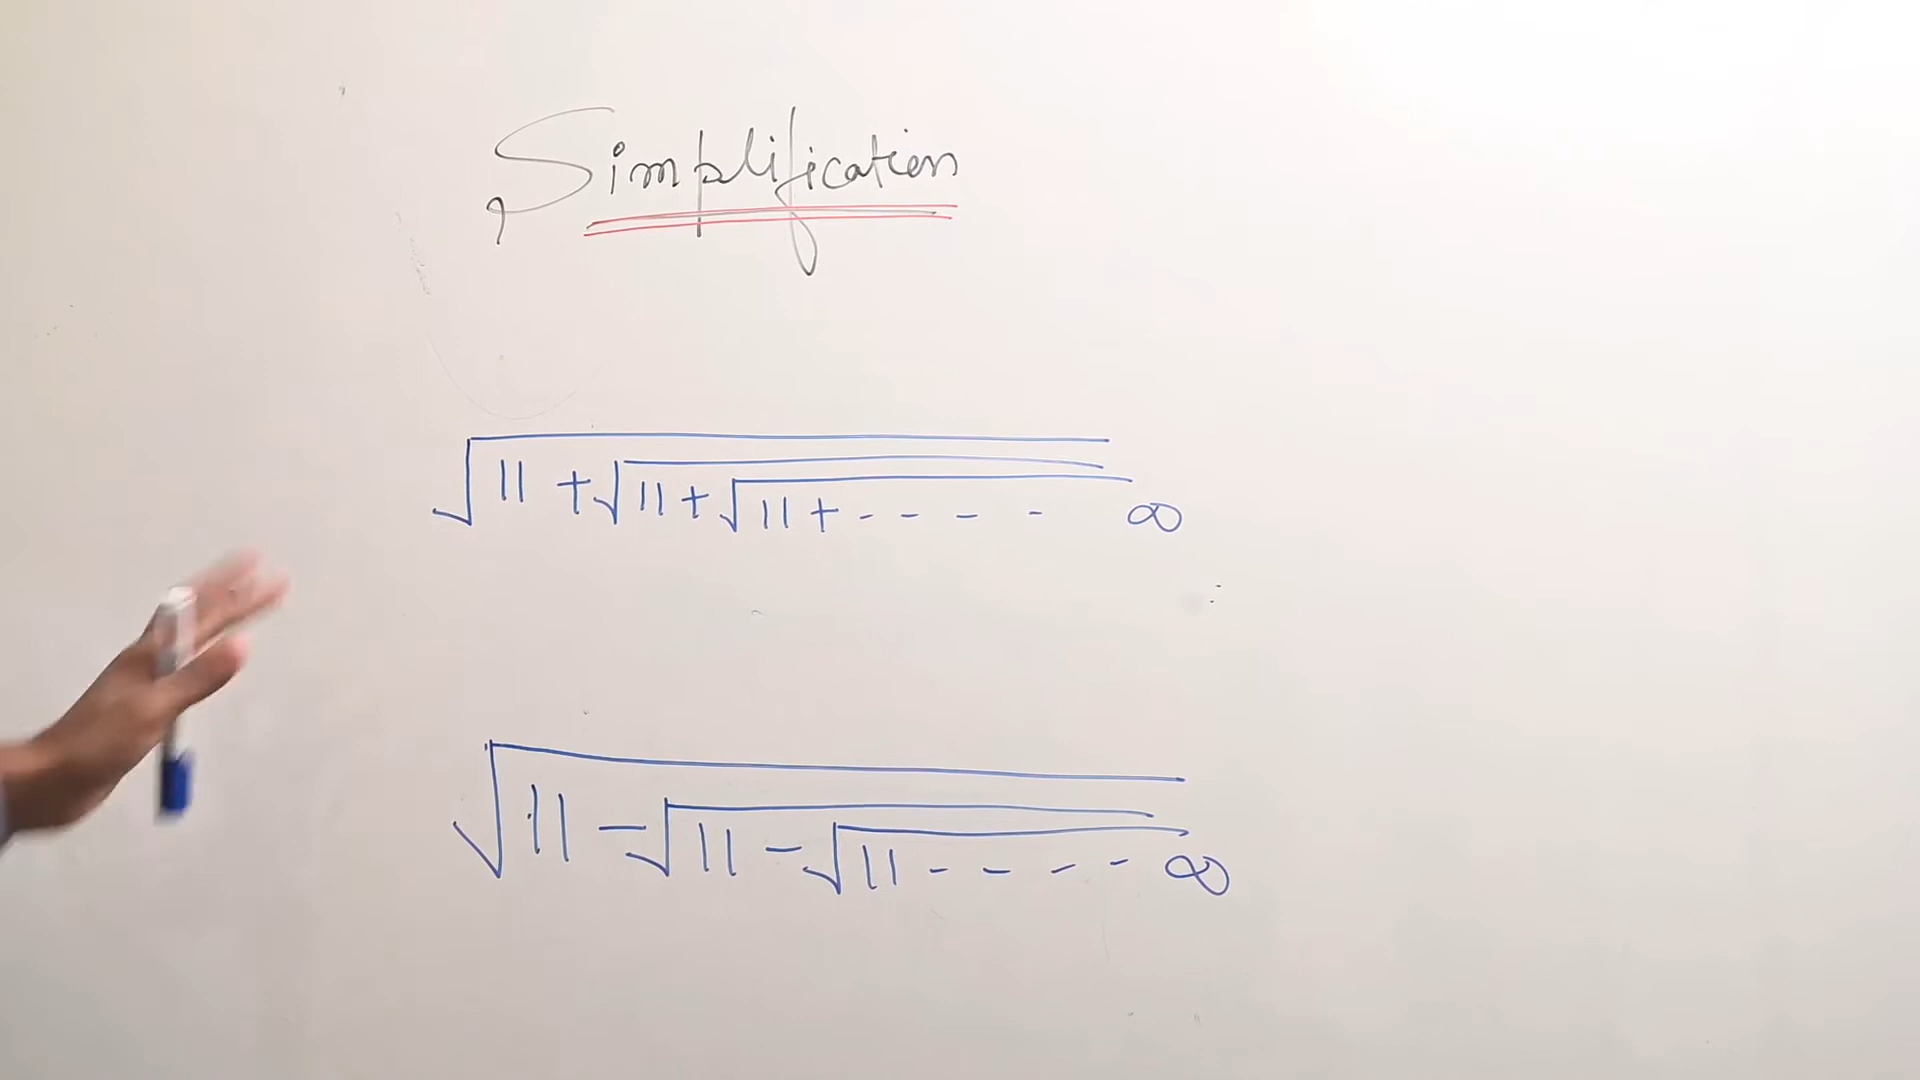 Simplification
√11 + √11 + √11 + - - - - ∞
√11 - √11 - √11 - - - - ∞